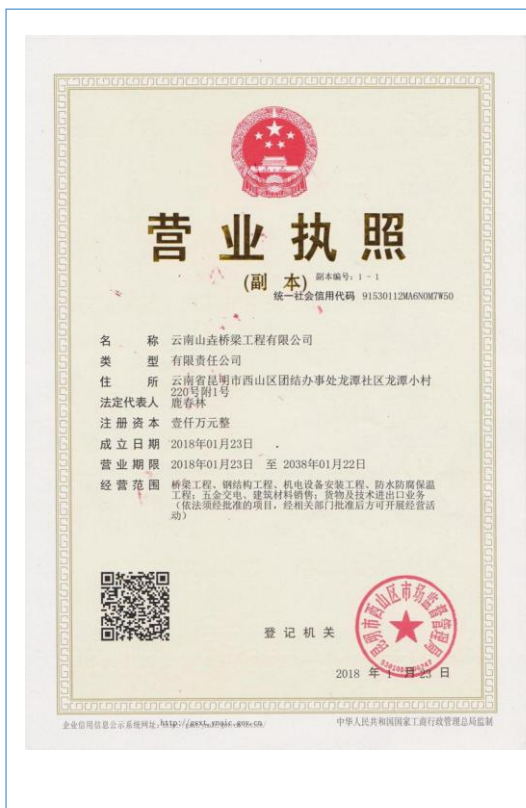 营业执照
(副 本)
副本编号：1 - 1
统一社会信用代码 91530112MA6N0M7W50
名 称 云南山垚桥梁工程有限公司
类 型 有限责任公司
住 所 云南省昆明市西山区团结办事处龙潭社区龙潭小村
220号附1号
法定代表人 鹿春林
注册资本 壹仟万元整
成立日期 2018年01月23日
营业期限 2018年01月23日 至 2038年01月22日
经营范围 桥梁工程、钢结构工程、机电设备安装工程、防水防腐保温
工程；五金交电、建筑材料销售；货物及技术进出口业务
（依法须经批准的项目，经相关部门批准后方可开展经营活
动）
昆明市西山区市场监督管理局
登记机关
2018 年 1 月 23 日
企业信用信息公示系统网址：
中华人民共和国国家工商行政管理总局监制